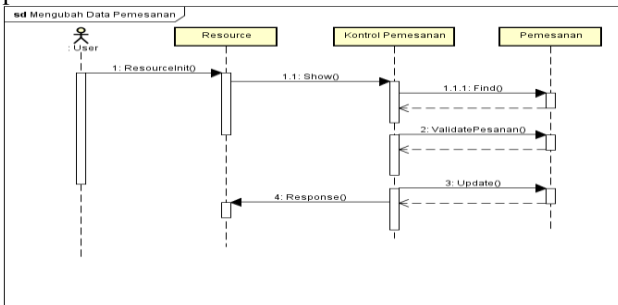 sd Mengubah Data Pemesanan
: User
Resource
Kontrol Pemesanan
Pemesanan
1: ResourceInit()
1.1: Show()
1.1.1: Find()
2: ValidatePesanan()
3: Update()
4: Response()